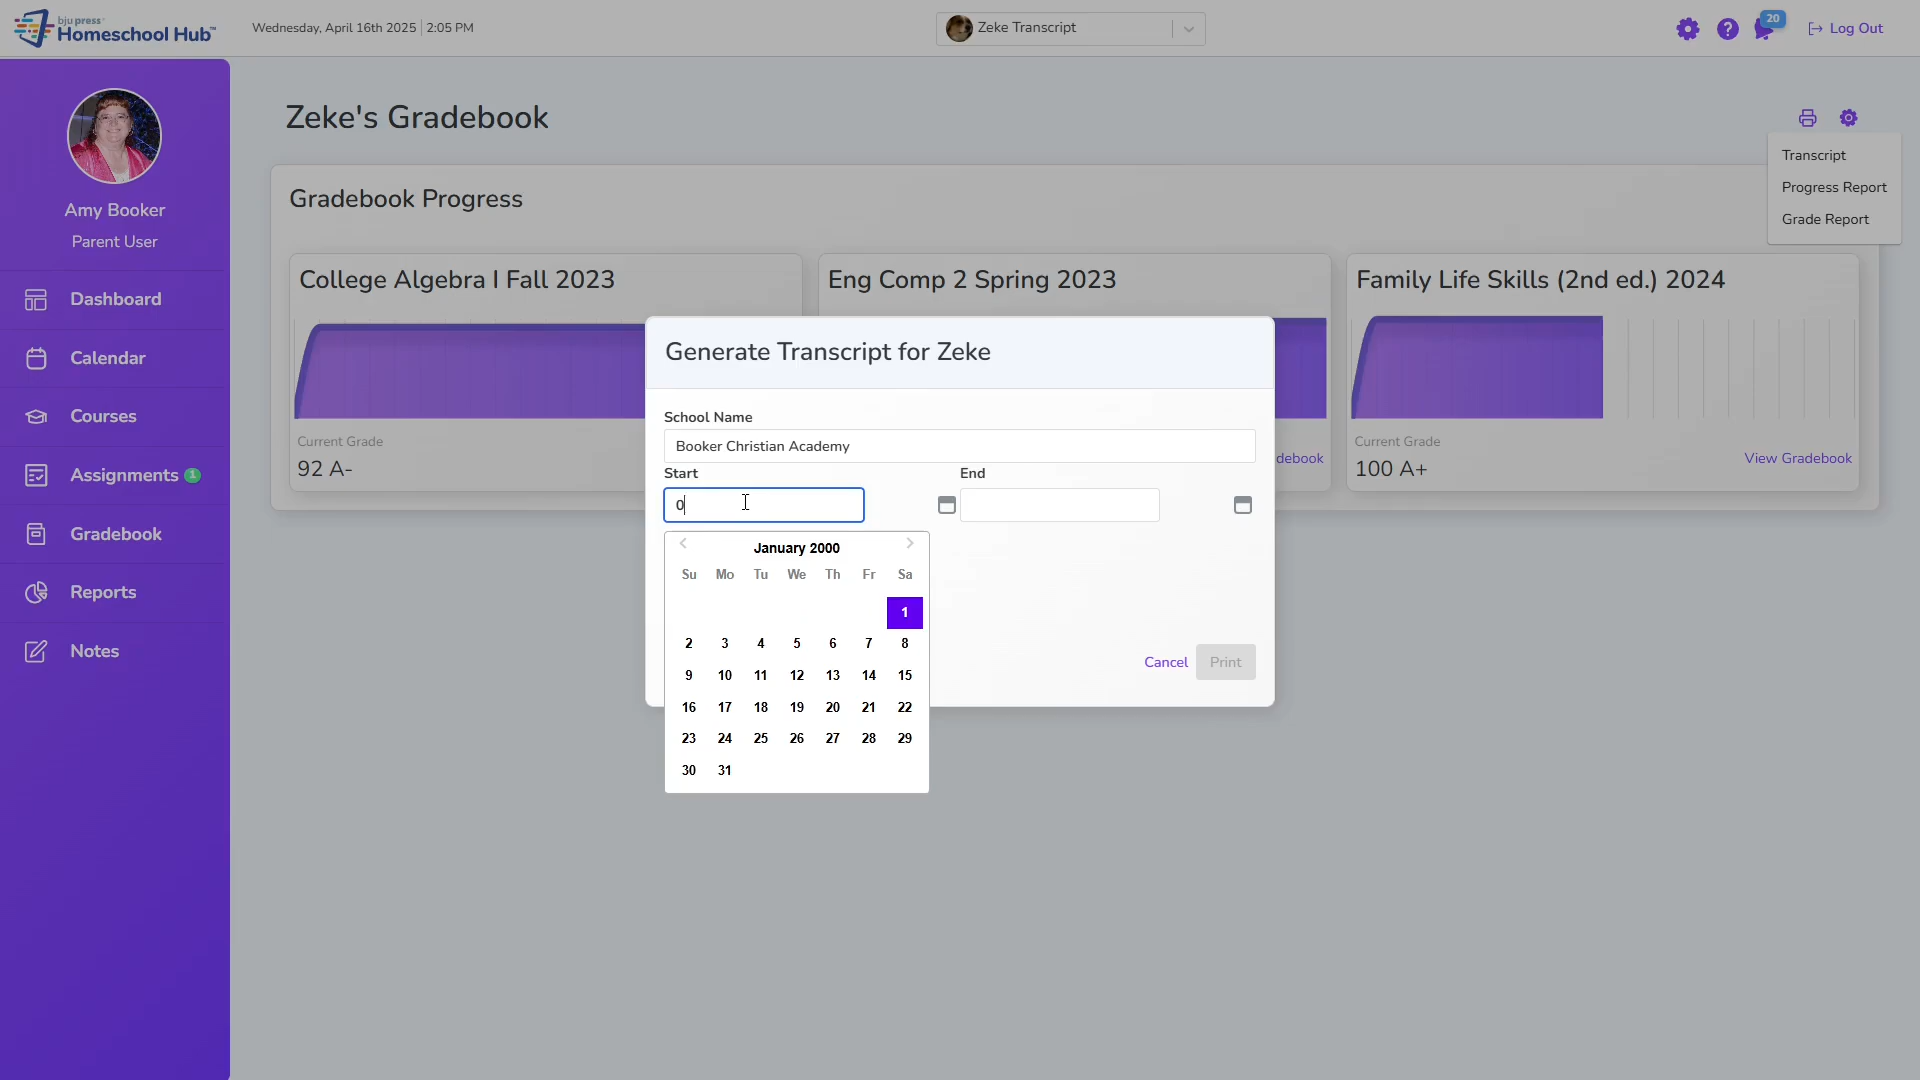 bju press
Homeschool Hub™
Wednesday, April 16th 2025 | 2:05 PM
Zeke Transcript
20
Log Out
Amy Booker
Parent User
Dashboard
Calendar
Courses
Assignments 1
Gradebook
Reports
Notes
Zeke's Gradebook
Transcript
Progress Report
Grade Report
Gradebook Progress
College Algebra I Fall 2023
Current Grade
92 A-
Eng Comp 2 Spring 2023
debook
Family Life Skills (2nd ed.) 2024
Current Grade
100 A+
View Gradebook
Generate Transcript for Zeke
School Name
Booker Christian Academy
Start End
0
January 2000
Su Mo Tu We Th Fr Sa
1
2 3 4 5 6 7 8
9 10 11 12 13 14 15
16 17 18 19 20 21 22
23 24 25 26 27 28 29
30 31
Cancel Print